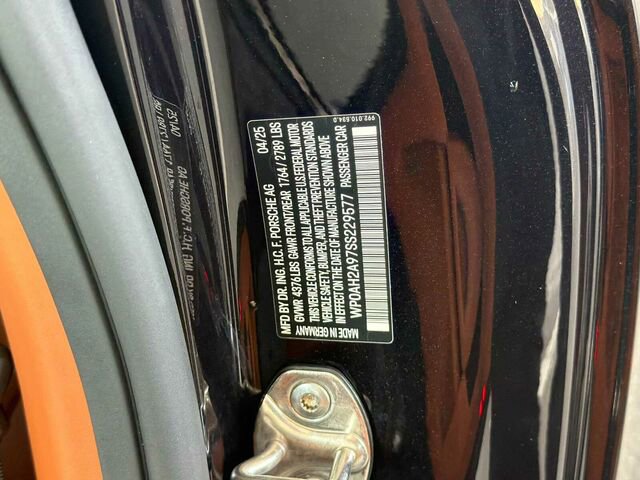 MFD BY DR. ING. H.C. F. PORSCHE AG 04/25
GVWR 4376 LBS GAWR FRONT/REAR 1764 / 2789 LBS
THIS VEHICLE CONFORMS TO ALL APPLICABLE U.S. FEDERAL MOTOR
VEHICLE SAFETY, BUMPER, AND THEFT PREVENTION STANDARDS
IN EFFECT ON THE DATE OF MANUFACTURE SHOWN ABOVE
WP0AH2A97SS229577 PASSENGER CAR
MADE IN GERMANY
992.010.534.0